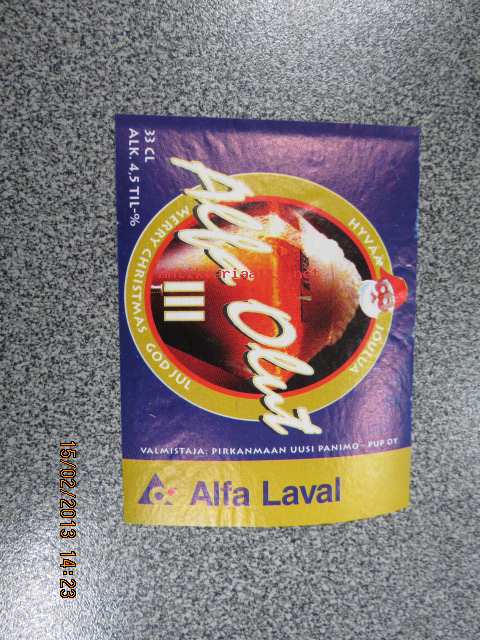 33 CL
ALK. 4,5 TIL-%
HYVÄÄ JOULUA
MERRY CHRISTMAS GOD JUL
Alfa Olut
III
VALMISTAJA: PIRKANMAAN UUSI PANIMO - PUP OY
Alfa Laval
15/02/2013 14:23